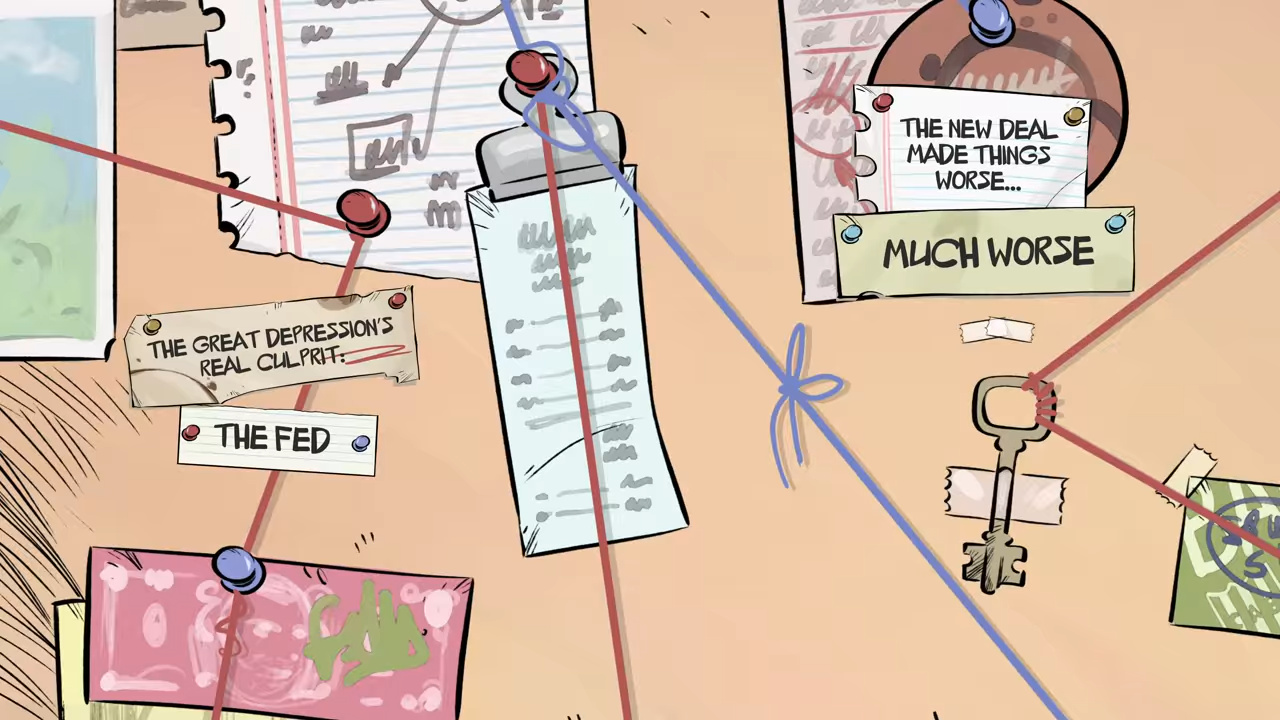 THE GREAT DEPRESSION'S
REAL CULPRIT:
THE FED
THE NEW DEAL
MADE THINGS
WORSE...
MUCH WORSE